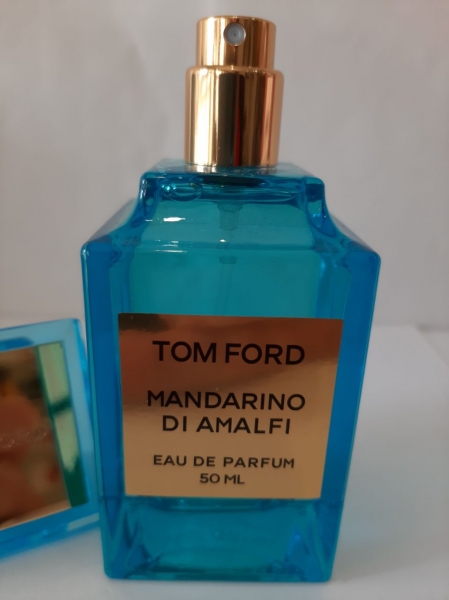 TOM FORD
MANDARINO
DI AMALFI
EAU DE PARFUM
50 ML